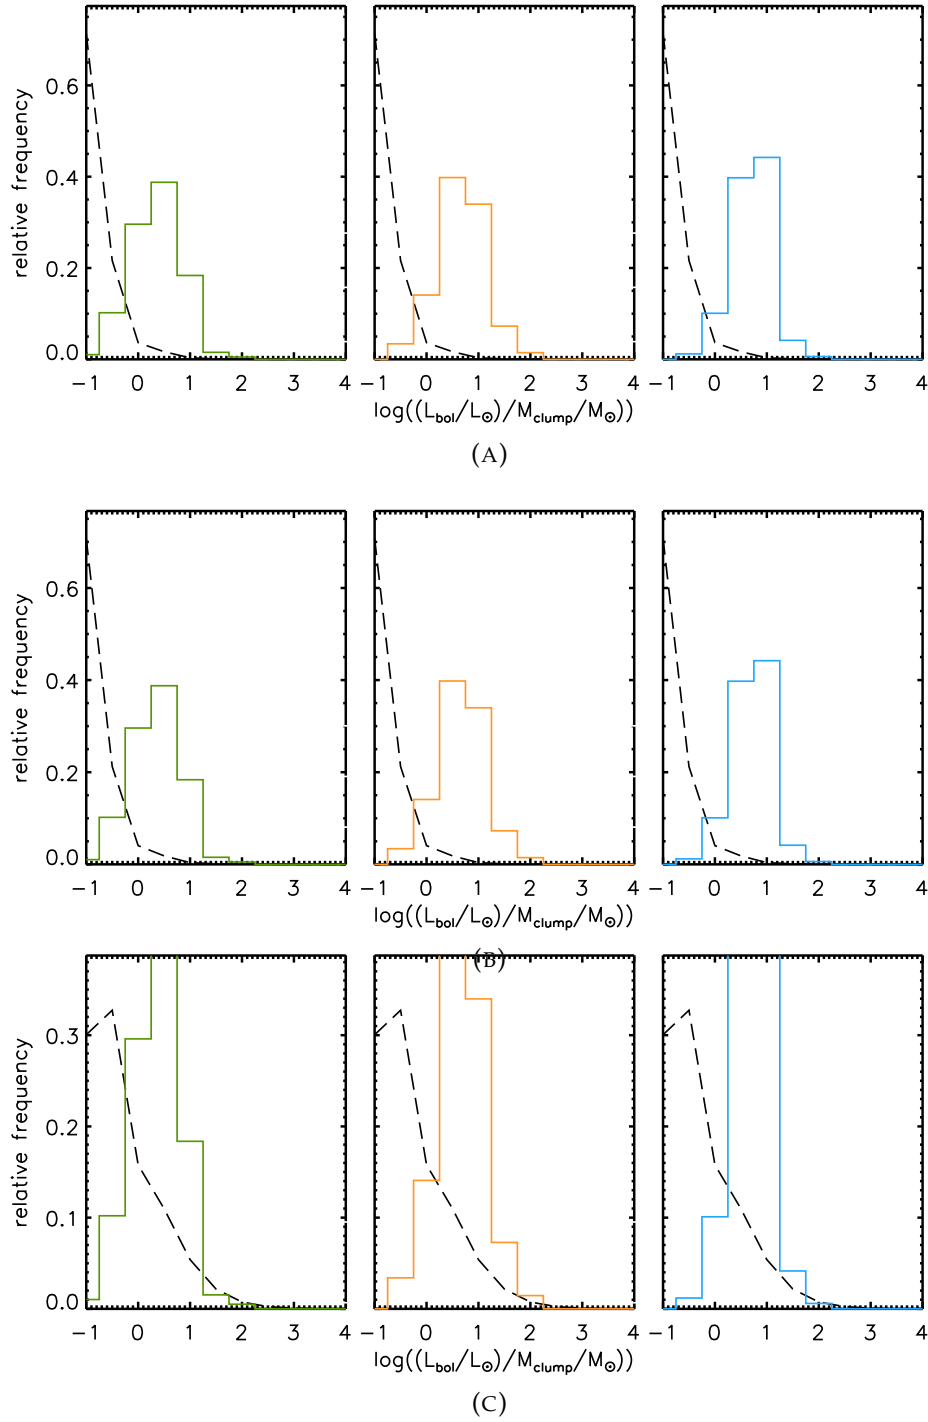 relative frequency
0.6
0.4
0.2
0.0
−1 0 1 2 3 4 −1 0 1 2 3 4 −1 0 1 2 3 4
log((L_bol/L_⊙)/M_clump/M_⊙))
(A)
relative frequency
0.6
0.4
0.2
0.0
−1 0 1 2 3 4 −1 0 1 2 3 4 −1 0 1 2 3 4
log((L_bol/L_⊙)/M_clump/M_⊙))
(B)
relative frequency
0.3
0.2
0.1
0.0
−1 0 1 2 3 4 −1 0 1 2 3 4 −1 0 1 2 3 4
log((L_bol/L_⊙)/M_clump/M_⊙))
(C)